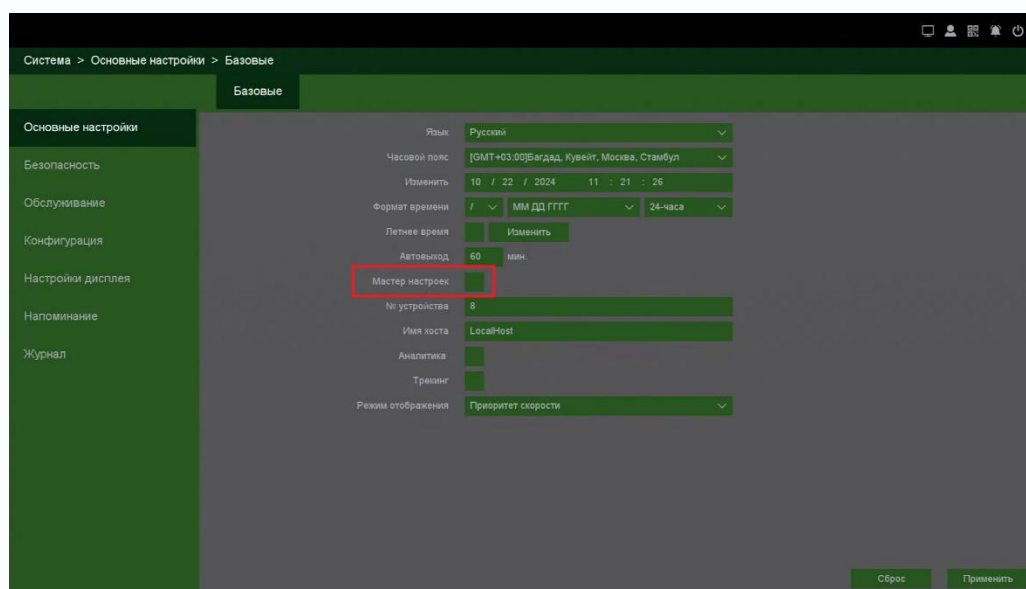 Система > Основные настройки > Базовые
Базовые
Основные настройки
Безопасность
Обслуживание
Конфигурация
Настройки дисплея
Напоминание
Журнал
Язык Русский
Часовой пояс [GMT+03:00]Багдад, Кувейт, Москва, Стамбул
Изменить 10 / 22 / 2024 11 : 21 : 26
Формат времени / ММ ДД ГГГГ 24-часа
Летнее время Изменить
Автовыход 60 мин.
Мастер настроек
№ устройства 8
Имя хоста LocalHost
Аналитика
Трекинг
Режим отображения Приоритет скорости
Сброс Применить